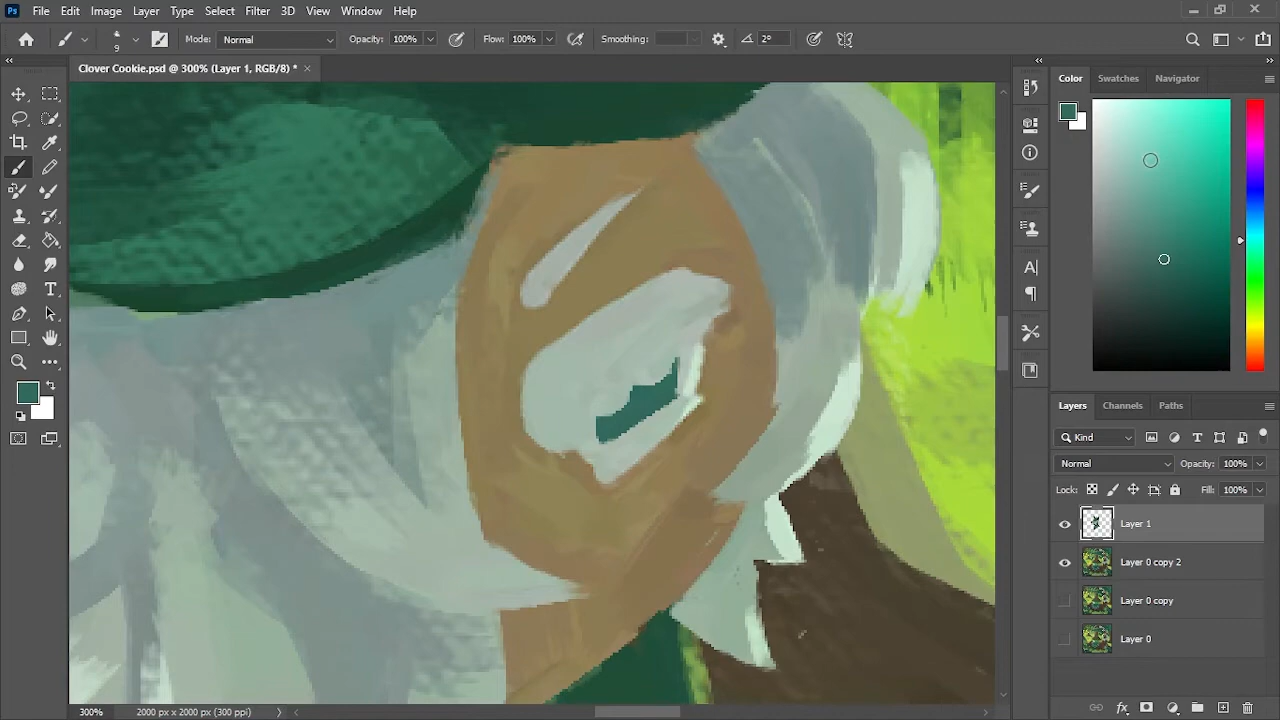 Ps File Edit Image Layer Type Select Filter 3D View Window Help
9 Mode: Normal Opacity: 100% Flow: 100% Smoothing: 2°
Clover Cookie.psd @ 300% (Layer 1, RGB/8) * ×
Color Swatches Navigator
Layers Channels Paths
Kind
Normal Opacity: 100%
Lock: Fill: 100%
Layer 1
Layer 0 copy 2
Layer 0 copy
Layer 0
300% 2000 px x 2000 px (300 ppi)